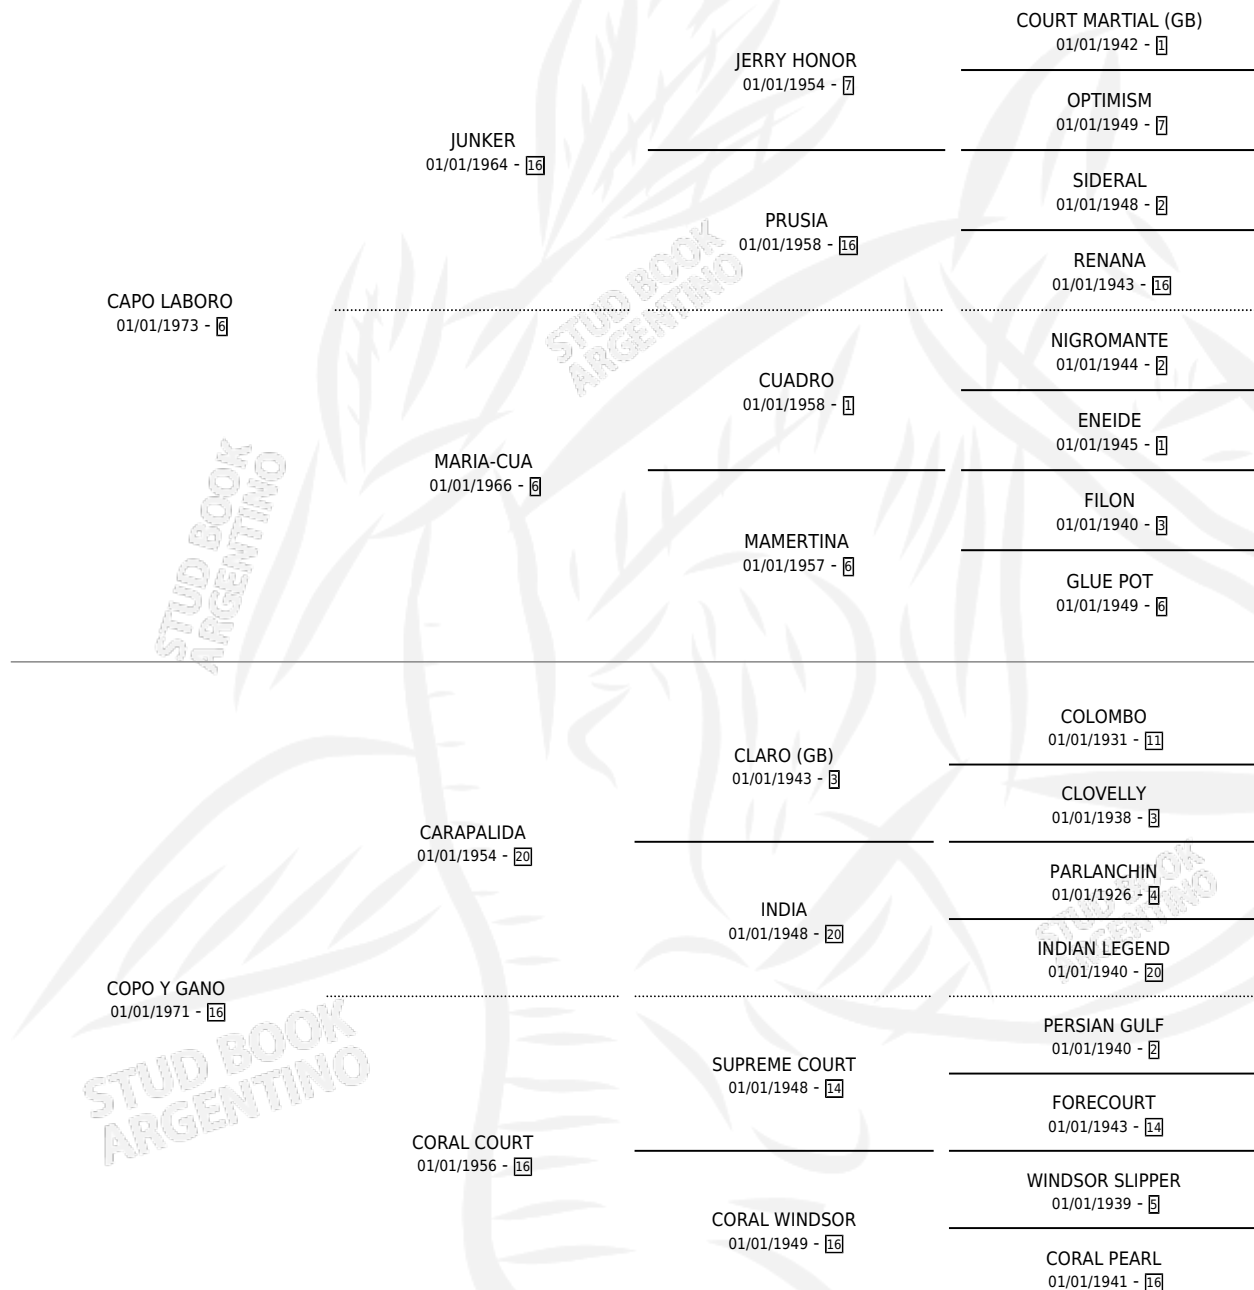 COURT MARTIAL (GB)
01/01/1942 - 1
JERRY HONOR
01/01/1954 - 7
OPTIMISM
01/01/1949 - 7
JUNKER
01/01/1964 - 16
SIDERAL
01/01/1948 - 2
PRUSIA
01/01/1958 - 16
RENANA
01/01/1943 - 16
CAPO LABORO
01/01/1973 - 6
STUD BOOK
ARGENTINO
NIGROMANTE
01/01/1944 - 2
CUADRO
01/01/1958 - 1
ENEIDE
01/01/1945 - 1
MARIA-CUA
01/01/1966 - 6
FILON
01/01/1940 - 3
MAMERTINA
01/01/1957 - 6
GLUE POT
01/01/1949 - 6
STUD BOOK
ARGENTINO
COLOMBO
01/01/1931 - 11
CLARO (GB)
01/01/1943 - 3
CLOVELLY
01/01/1938 - 3
CARAPALIDA
01/01/1954 - 20
PARLANCHIN
01/01/1926 - 4
INDIA
01/01/1948 - 20
INDIAN LEGEND
01/01/1940 - 20
STUD BOOK
ARGENTINO
COPO Y GANO
01/01/1971 - 16
PERSIAN GULF
01/01/1940 - 2
SUPREME COURT
01/01/1948 - 14
FORECOURT
01/01/1943 - 14
STUD BOOK
ARGENTINO
CORAL COURT
01/01/1956 - 16
WINDSOR SLIPPER
01/01/1939 - 5
CORAL WINDSOR
01/01/1949 - 16
CORAL PEARL
01/01/1941 - 16